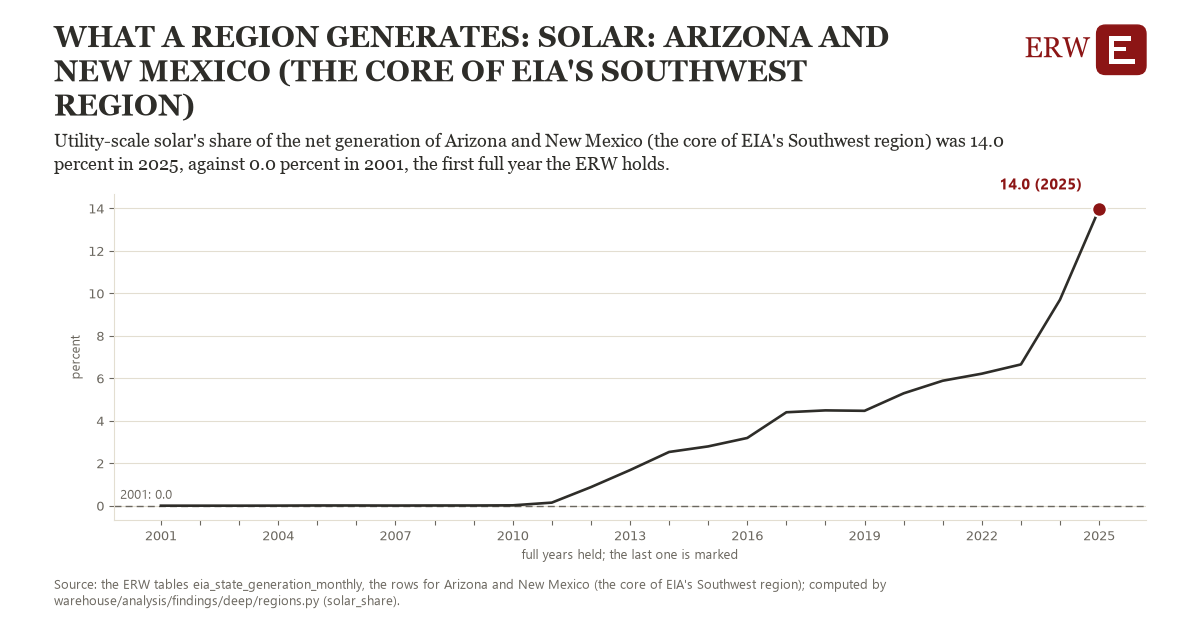 WHAT A REGION GENERATES: SOLAR: ARIZONA AND
NEW MEXICO (THE CORE OF EIA'S SOUTHWEST
REGION)
ERW E
Utility-scale solar's share of the net generation of Arizona and New Mexico (the core of EIA's Southwest region) was 14.0
percent in 2025, against 0.0 percent in 2001, the first full year the ERW holds.
14.0 (2025)
14
12
10
8
6
4
2
0
percent
2001: 0.0
2001 2004 2007 2010 2013 2016 2019 2022 2025
full years held; the last one is marked
Source: the ERW tables eia_state_generation_monthly, the rows for Arizona and New Mexico (the core of EIA's Southwest region); computed by
warehouse/analysis/findings/deep/regions.py (solar_share).